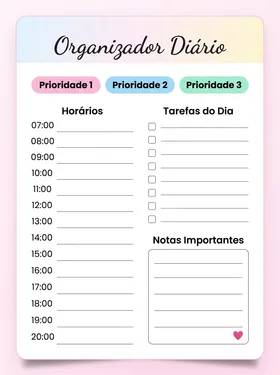 Organizador Diário
Prioridade 1
Prioridade 2
Prioridade 3
Horários
07:00
08:00
09:00
10:00
11:00
12:00
13:00
14:00
15:00
16:00
17:00
18:00
19:00
20:00
Tarefas do Dia
Notas Importantes